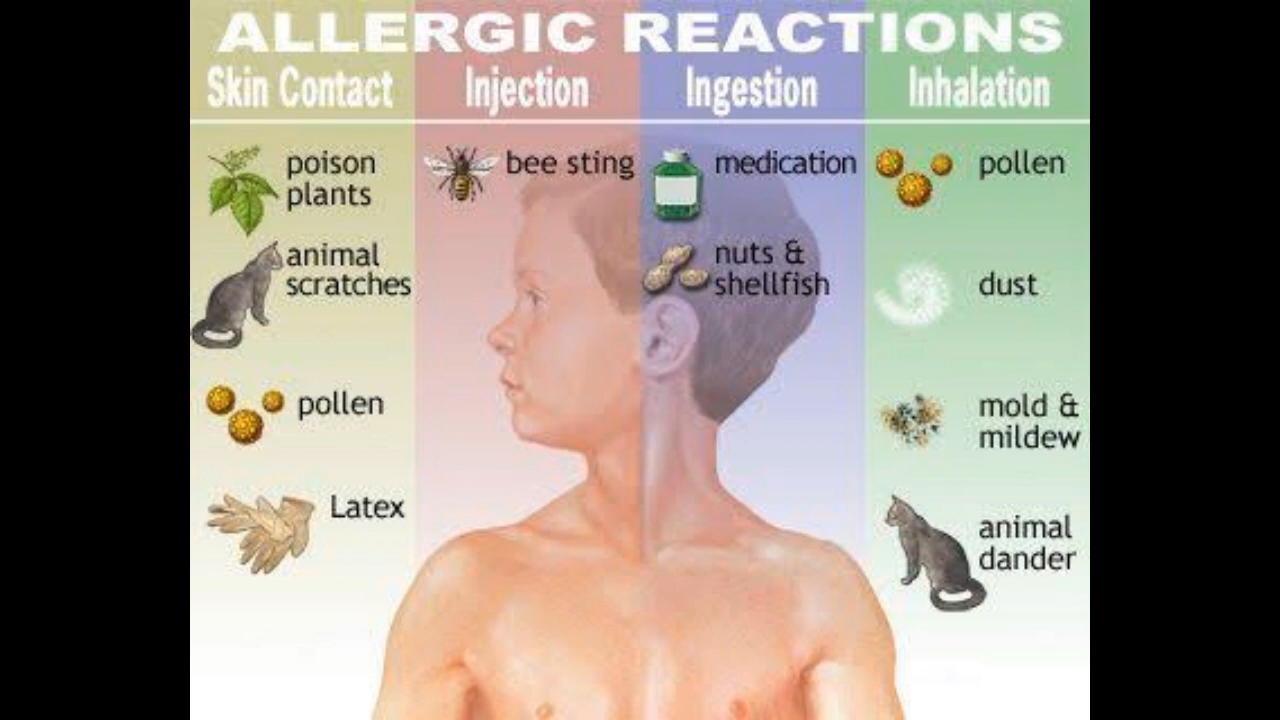 ALLERGIC REACTIONS
Skin Contact
poison
plants
animal
scratches
pollen
Latex
Injection
bee sting
Ingestion
medication
nuts &
shellfish
Inhalation
pollen
dust
mold &
mildew
animal
dander